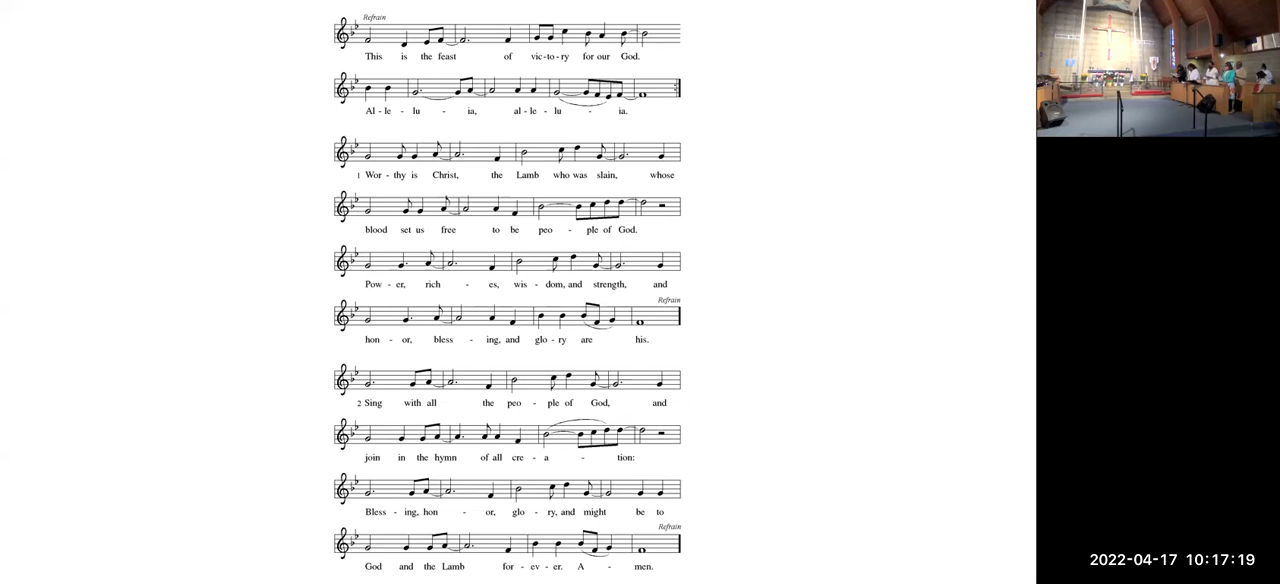 Refrain
This is the feast of vic-to-ry for our God.
Al - le - lu - ia, al - le - lu - ia.
1 Wor - thy is Christ, the Lamb who was slain, whose
blood set us free to be peo - ple of God.
Pow - er, rich - es, wis - dom, and strength, and
Refrain
hon - or, bless - ing, and glo - ry are his.
2 Sing with all the peo - ple of God, and
join in the hymn of all cre - a - tion:
Bless - ing, hon - or, glo - ry, and might be to
Refrain
God and the Lamb for - ev - er. A - men.
2022-04-17 10:17:19